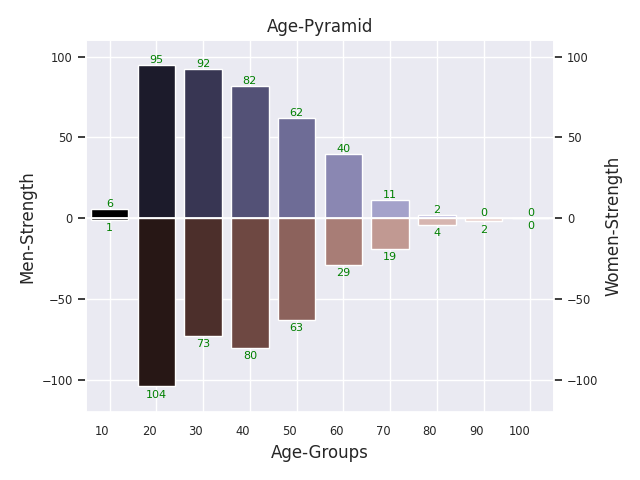 Age-Pyramid
100 100
95 92 82 62 40 11 2 0 0 6
50 50
0 0
1 104 73 80 63 29 19 4 2 0
−50 −50
−100 −100
Men-Strength
Women-Strength
10 20 30 40 50 60 70 80 90 100
Age-Groups